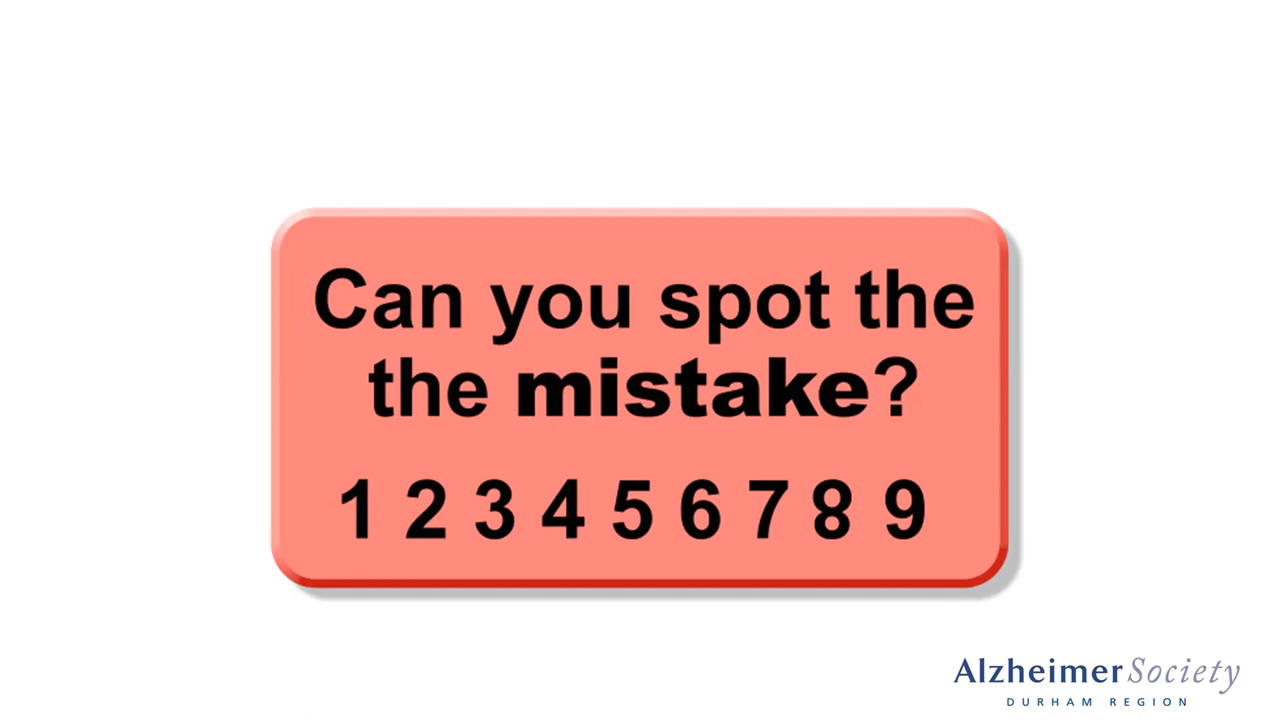 Can you spot the
the mistake?
1 2 3 4 5 6 7 8 9
Alzheimer Society
DURHAM REGION